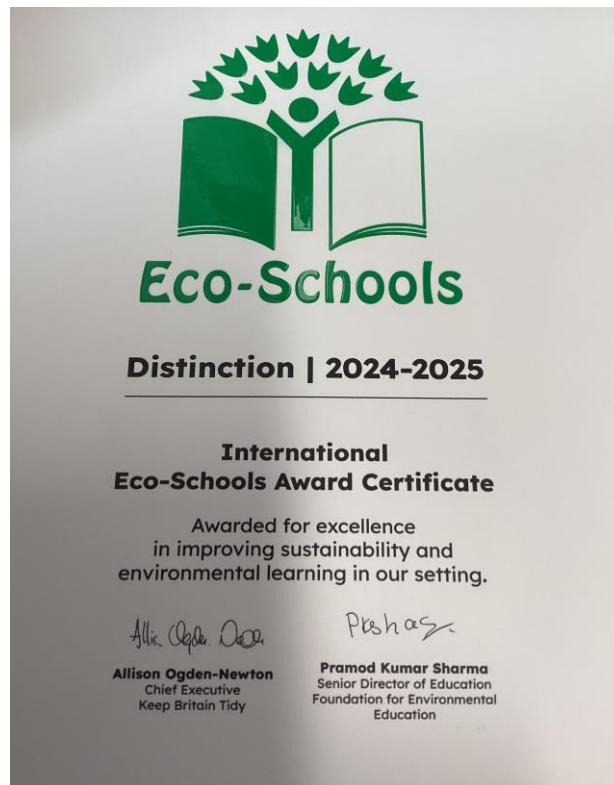 Eco-Schools
Distinction | 2024-2025
International
Eco-Schools Award Certificate
Awarded for excellence
in improving sustainability and
environmental learning in our setting.
Allison Ogden-Newton
Chief Executive
Keep Britain Tidy
Pramod Kumar Sharma
Senior Director of Education
Foundation for Environmental
Education